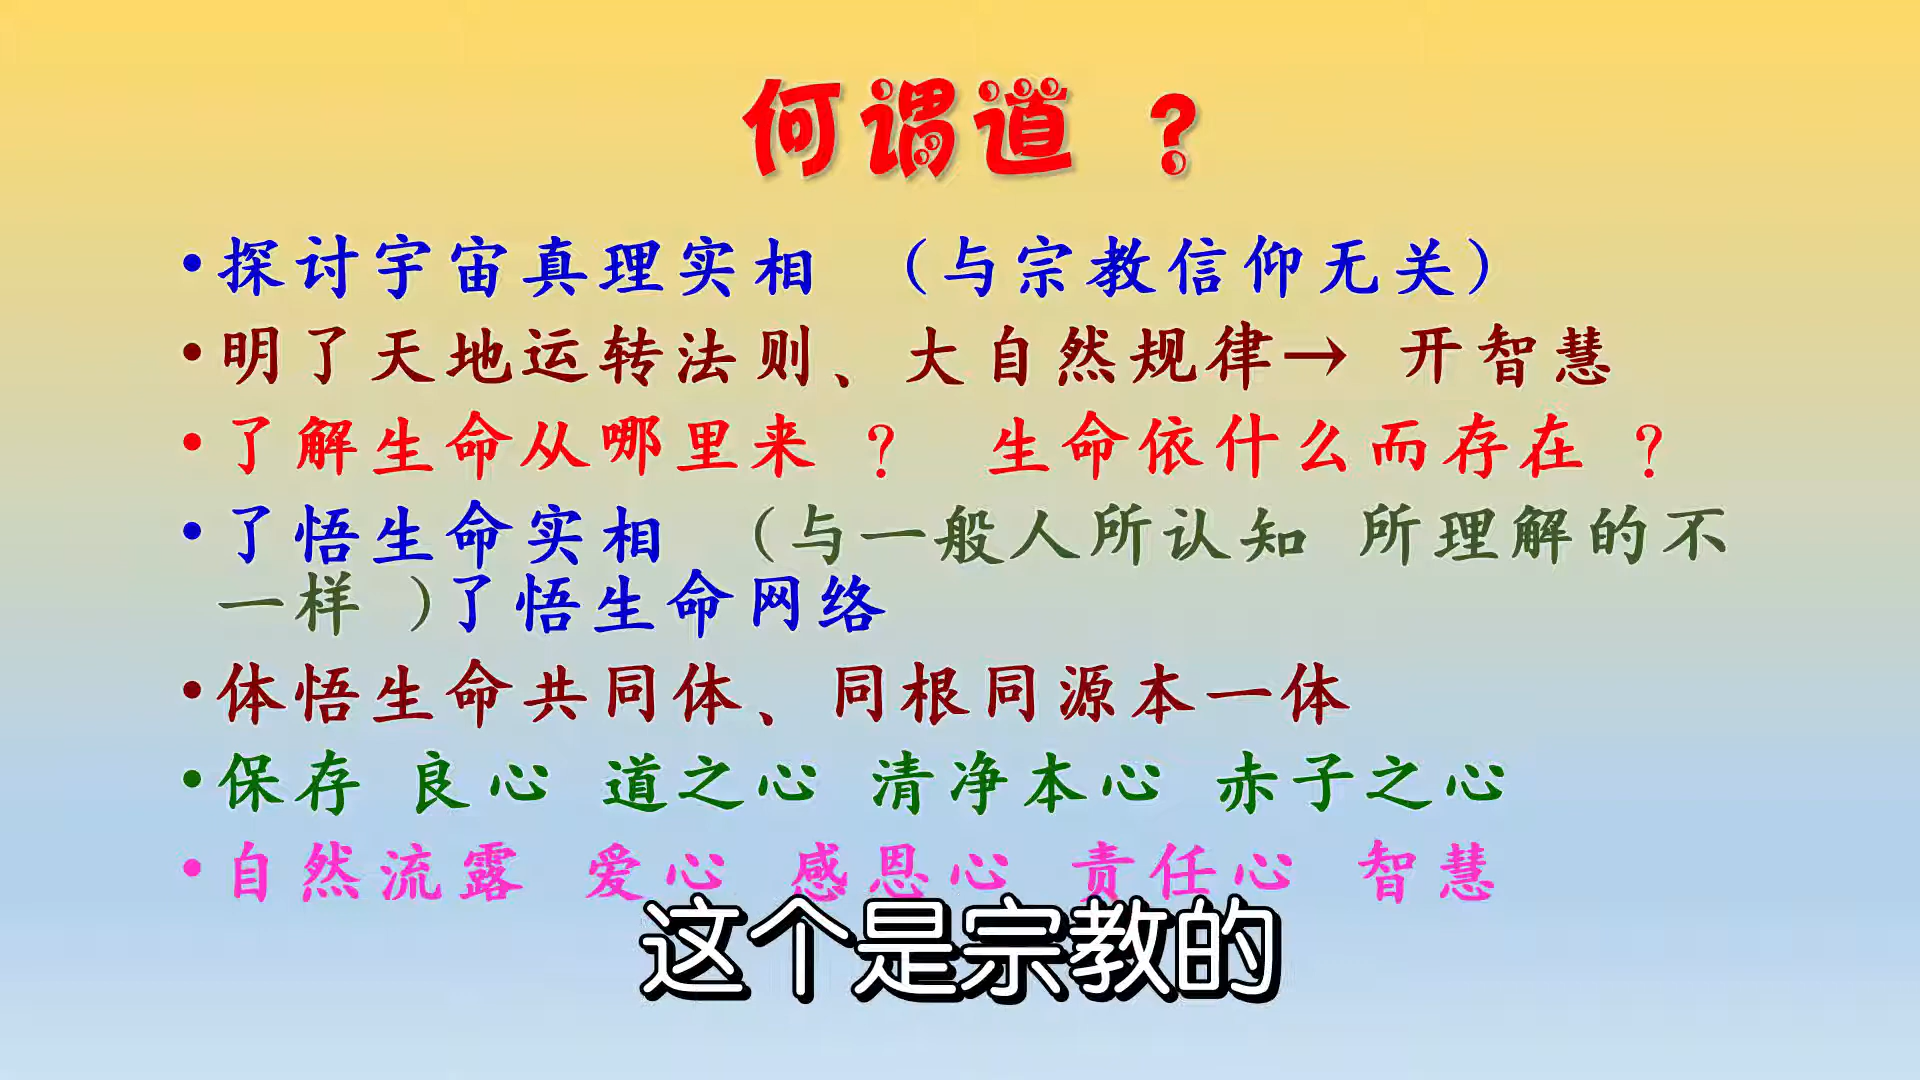 何谓道 ?
•探讨宇宙真理实相 （与宗教信仰无关）
•明了天地运转法则、大自然规律→ 开智慧
•了解生命从哪里来 ? 生命依什么而存在 ?
•了悟生命实相 （与一般人所认知 所理解的不
一样 )了悟生命网络
•体悟生命共同体、同根同源本一体
•保存 良心 道之心 清净本心 赤子之心
•自然流露 爱心 感恩心 责任心 智慧
这个是宗教的